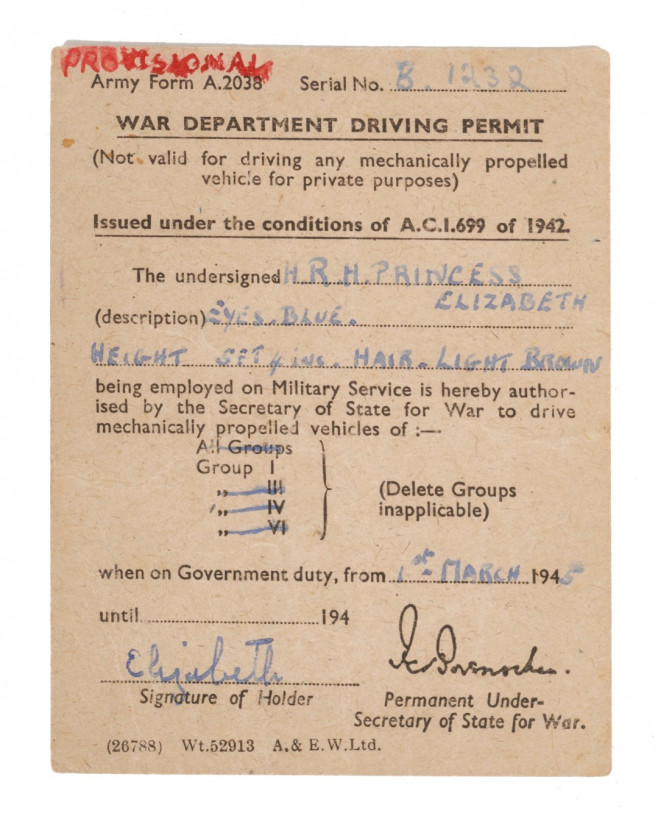 PROVISIONAL
Army Form A.2038 Serial No. B.1232
WAR DEPARTMENT DRIVING PERMIT
(Not valid for driving any mechanically propelled
vehicle for private purposes)
Issued under the conditions of A.C.I.699 of 1942.
The undersigned H.R.H. PRINCESS
ELIZABETH
(description) EYES. BLUE.
HEIGHT 5FT 4 ins. HAIR. LIGHT BROWN
being employed on Military Service is hereby author-
ised by the Secretary of State for War to drive
mechanically propelled vehicles of :—
All Groups
Group I
„ III
„ IV
„ VI
(Delete Groups
inapplicable)
when on Government duty, from 1st MARCH 1945
until 194
Elizabeth
Signature of Holder
Permanent Under-
Secretary of State for War.
(26788) Wt.52913 A.& E.W.Ltd.